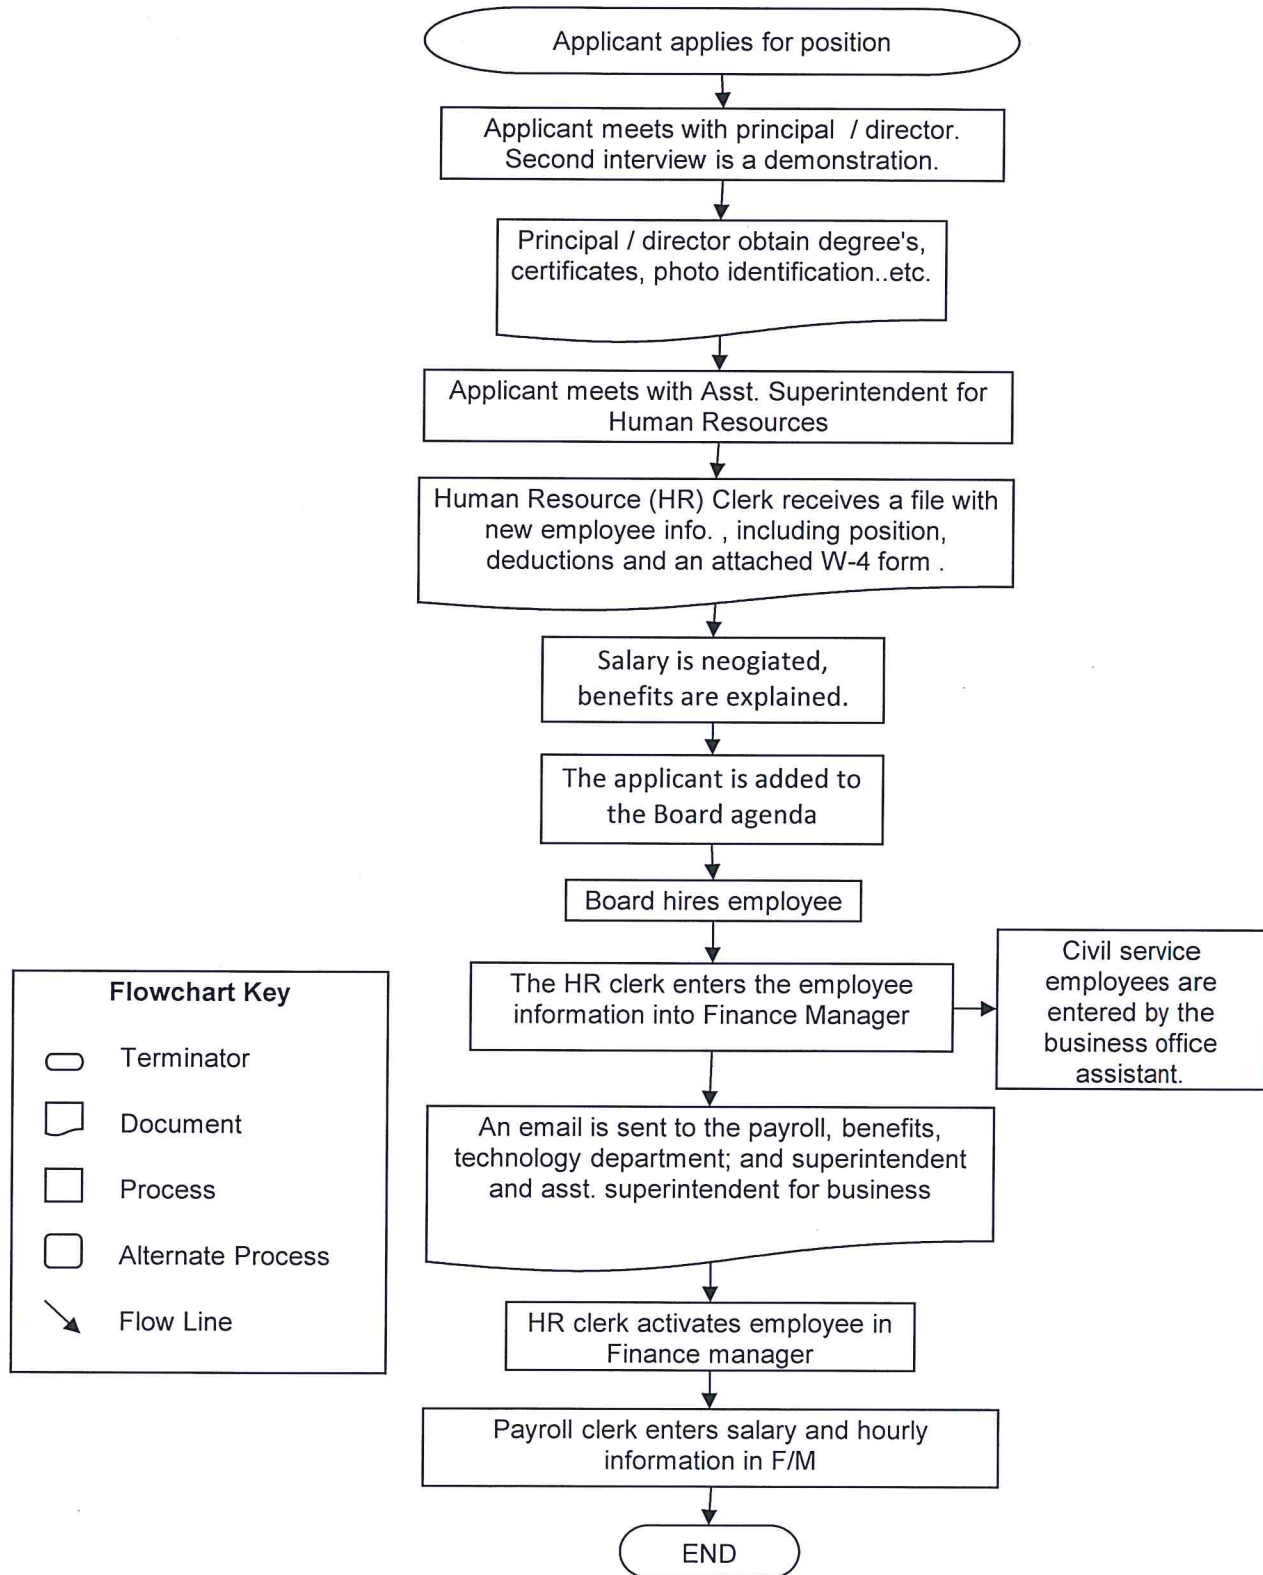 Applicant applies for position
Applicant meets with principal / director.
Second interview is a demonstration.
Principal / director obtain degree's,
certificates, photo identification..etc.
Applicant meets with Asst. Superintendent for
Human Resources
Human Resource (HR) Clerk receives a file with
new employee info. , including position,
deductions and an attached W-4 form .
Salary is neogiated,
benefits are explained.
The applicant is added to
the Board agenda
Board hires employee
The HR clerk enters the employee
information into Finance Manager
Civil service
employees are
entered by the
business office
assistant.
An email is sent to the payroll, benefits,
technology department; and superintendent
and asst. superintendent for business
HR clerk activates employee in
Finance manager
Payroll clerk enters salary and hourly
information in F/M
END
Flowchart Key
Terminator
Document
Process
Alternate Process
Flow Line